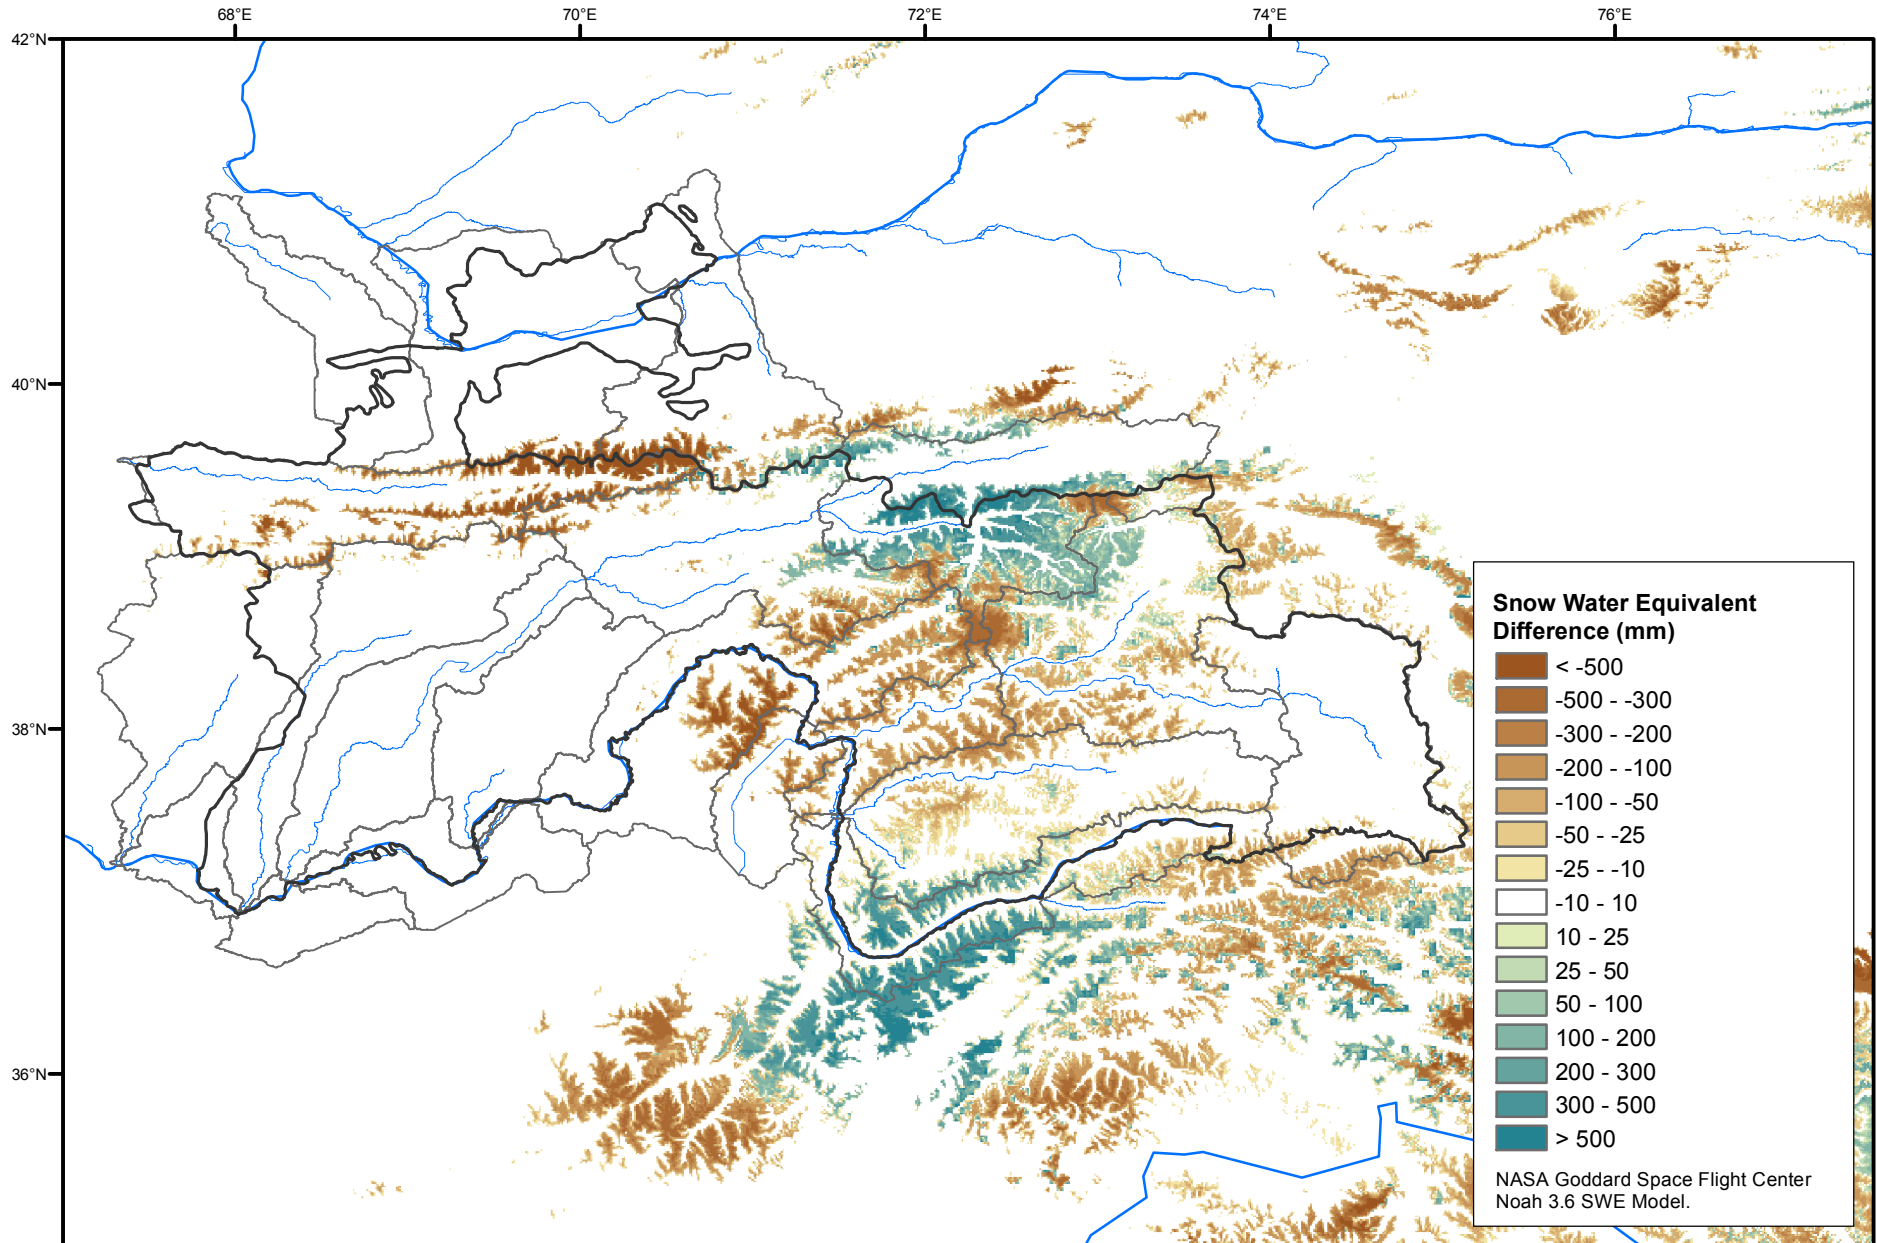 68°E 70°E 72°E 74°E 76°E
42°N
40°N
38°N
36°N
Snow Water Equivalent
Difference (mm)
< -500
-500 - -300
-300 - -200
-200 - -100
-100 - -50
-50 - -25
-25 - -10
-10 - 10
10 - 25
25 - 50
50 - 100
100 - 200
200 - 300
300 - 500
> 500
NASA Goddard Space Flight Center
Noah 3.6 SWE Model.